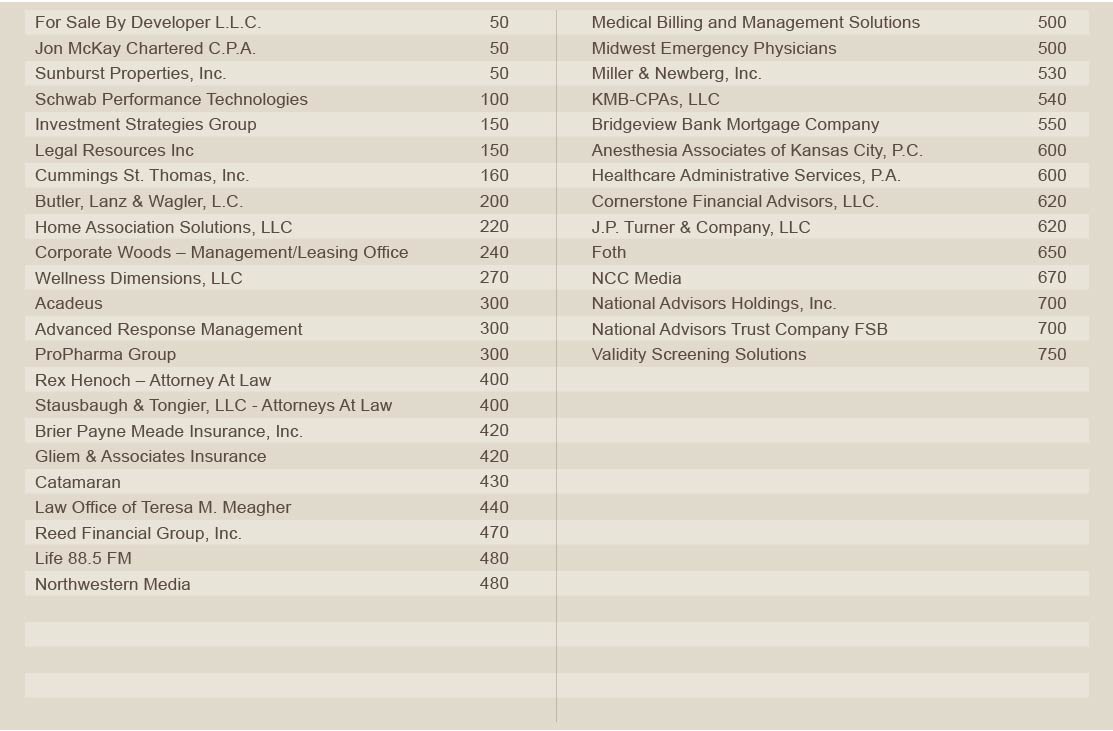 For Sale By Developer L.L.C. 50
Jon McKay Chartered C.P.A. 50
Sunburst Properties, Inc. 50
Schwab Performance Technologies 100
Investment Strategies Group 150
Legal Resources Inc 150
Cummings St. Thomas, Inc. 160
Butler, Lanz & Wagler, L.C. 200
Home Association Solutions, LLC 220
Corporate Woods – Management/Leasing Office 240
Wellness Dimensions, LLC 270
Acadeus 300
Advanced Response Management 300
ProPharma Group 300
Rex Henoch – Attorney At Law 400
Stausbaugh & Tongier, LLC - Attorneys At Law 400
Brier Payne Meade Insurance, Inc. 420
Gliem & Associates Insurance 420
Catamaran 430
Law Office of Teresa M. Meagher 440
Reed Financial Group, Inc. 470
Life 88.5 FM 480
Northwestern Media 480
Medical Billing and Management Solutions 500
Midwest Emergency Physicians 500
Miller & Newberg, Inc. 530
KMB-CPAs, LLC 540
Bridgeview Bank Mortgage Company 550
Anesthesia Associates of Kansas City, P.C. 600
Healthcare Administrative Services, P.A. 600
Cornerstone Financial Advisors, LLC. 620
J.P. Turner & Company, LLC 620
Foth 650
NCC Media 670
National Advisors Holdings, Inc. 700
National Advisors Trust Company FSB 700
Validity Screening Solutions 750